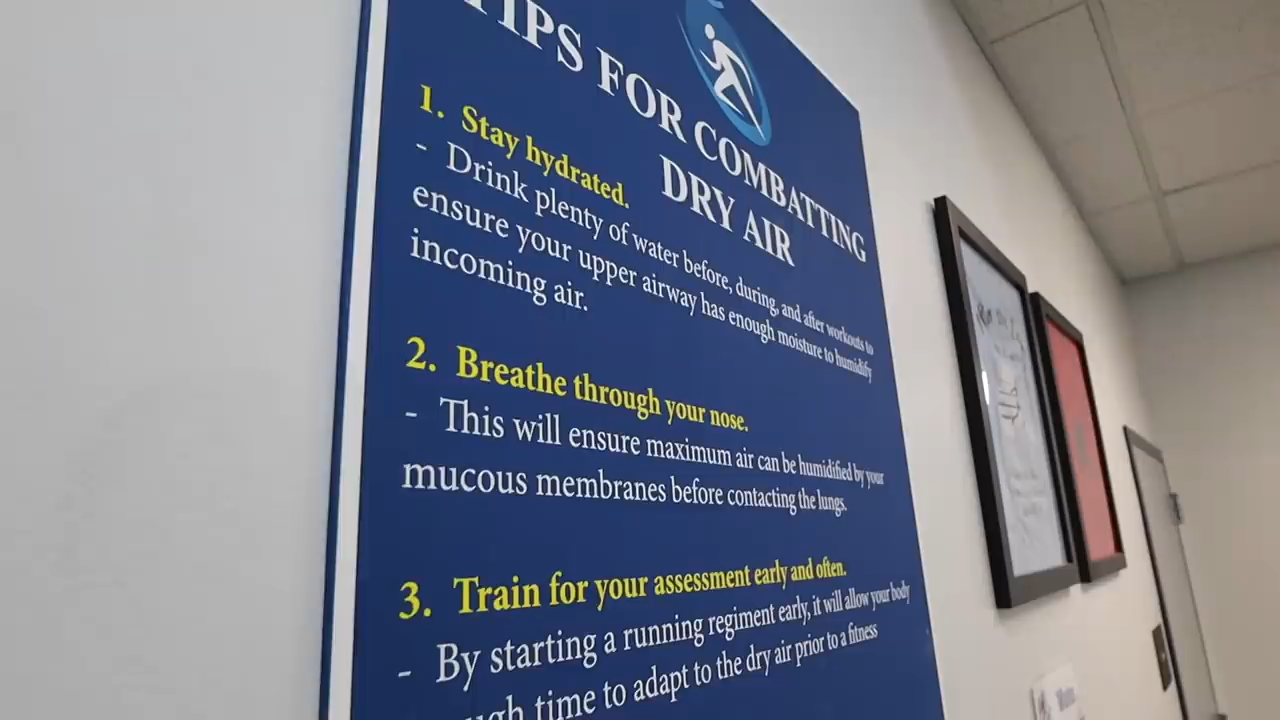 TIPS FOR COMBATTING
DRY AIR
1. Stay hydrated.
- Drink plenty of water before, during, and after workouts to
ensure your upper airway has enough moisture to humidify
incoming air.
2. Breathe through your nose.
- This will ensure maximum air can be humidified by your
mucous membranes before contacting the lungs.
3. Train for your assessment early and often.
- By starting a running regiment early, it will allow your body
time to adapt to the dry air prior to a fitness